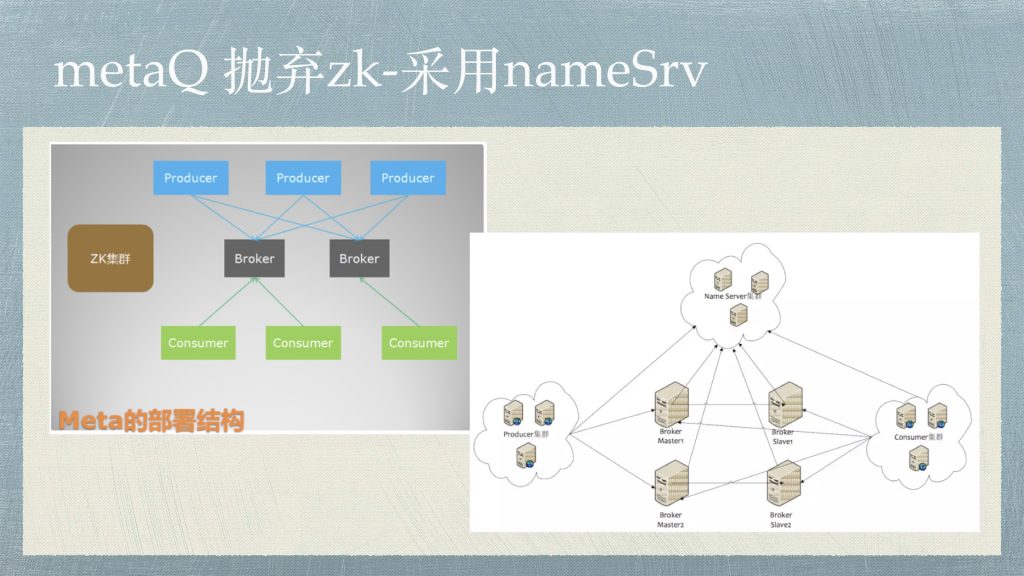 metaQ 抛弃zk-采用nameSrv
Producer
Producer
Producer
ZK集群
Broker
Broker
Consumer
Consumer
Consumer
Meta的部署结构
Name Server集群
Producer集群
Broker
Master1
Broker
Slave1
Consumer集群
Broker
Master2
Broker
Slave2